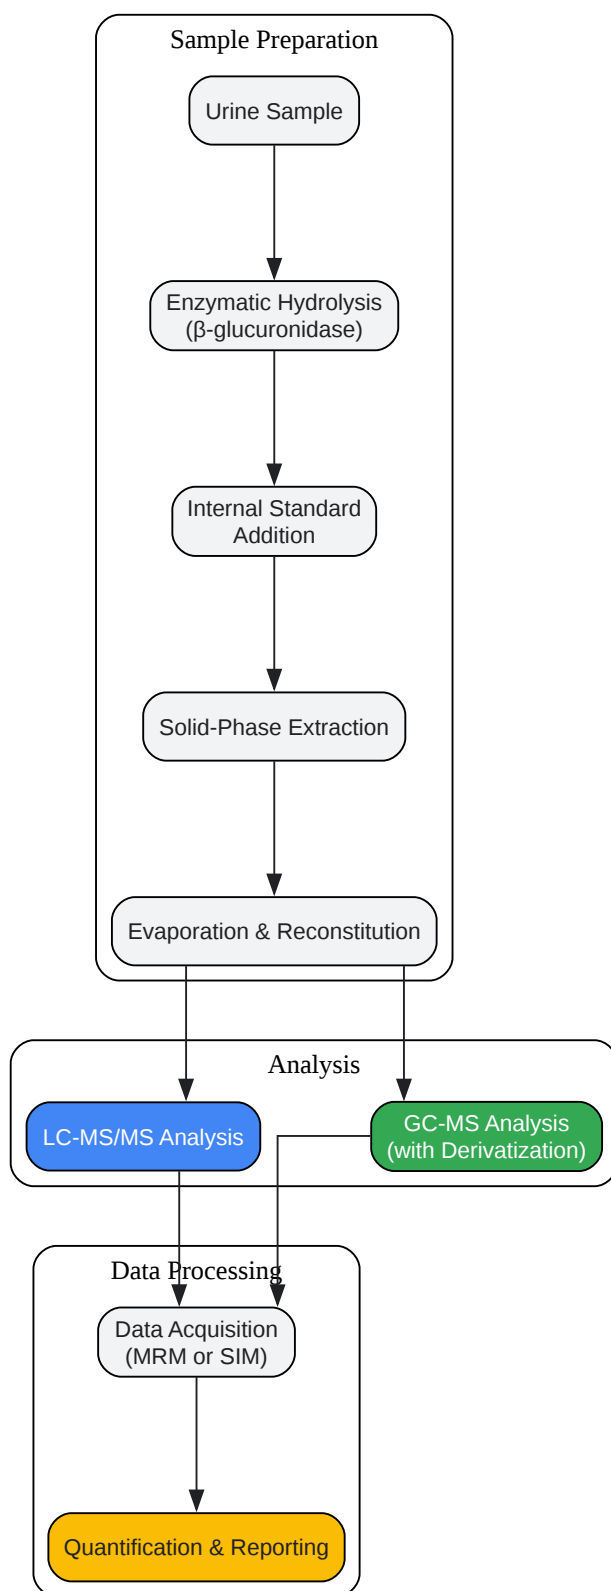 Sample Preparation
Urine Sample
Enzymatic Hydrolysis
(β-glucuronidase)
Internal Standard
Addition
Solid-Phase Extraction
Evaporation & Reconstitution
Analysis
LC-MS/MS Analysis
GC-MS Analysis
(with Derivatization)
Data Processing
Data Acquisition
(MRM or SIM)
Quantification & Reporting